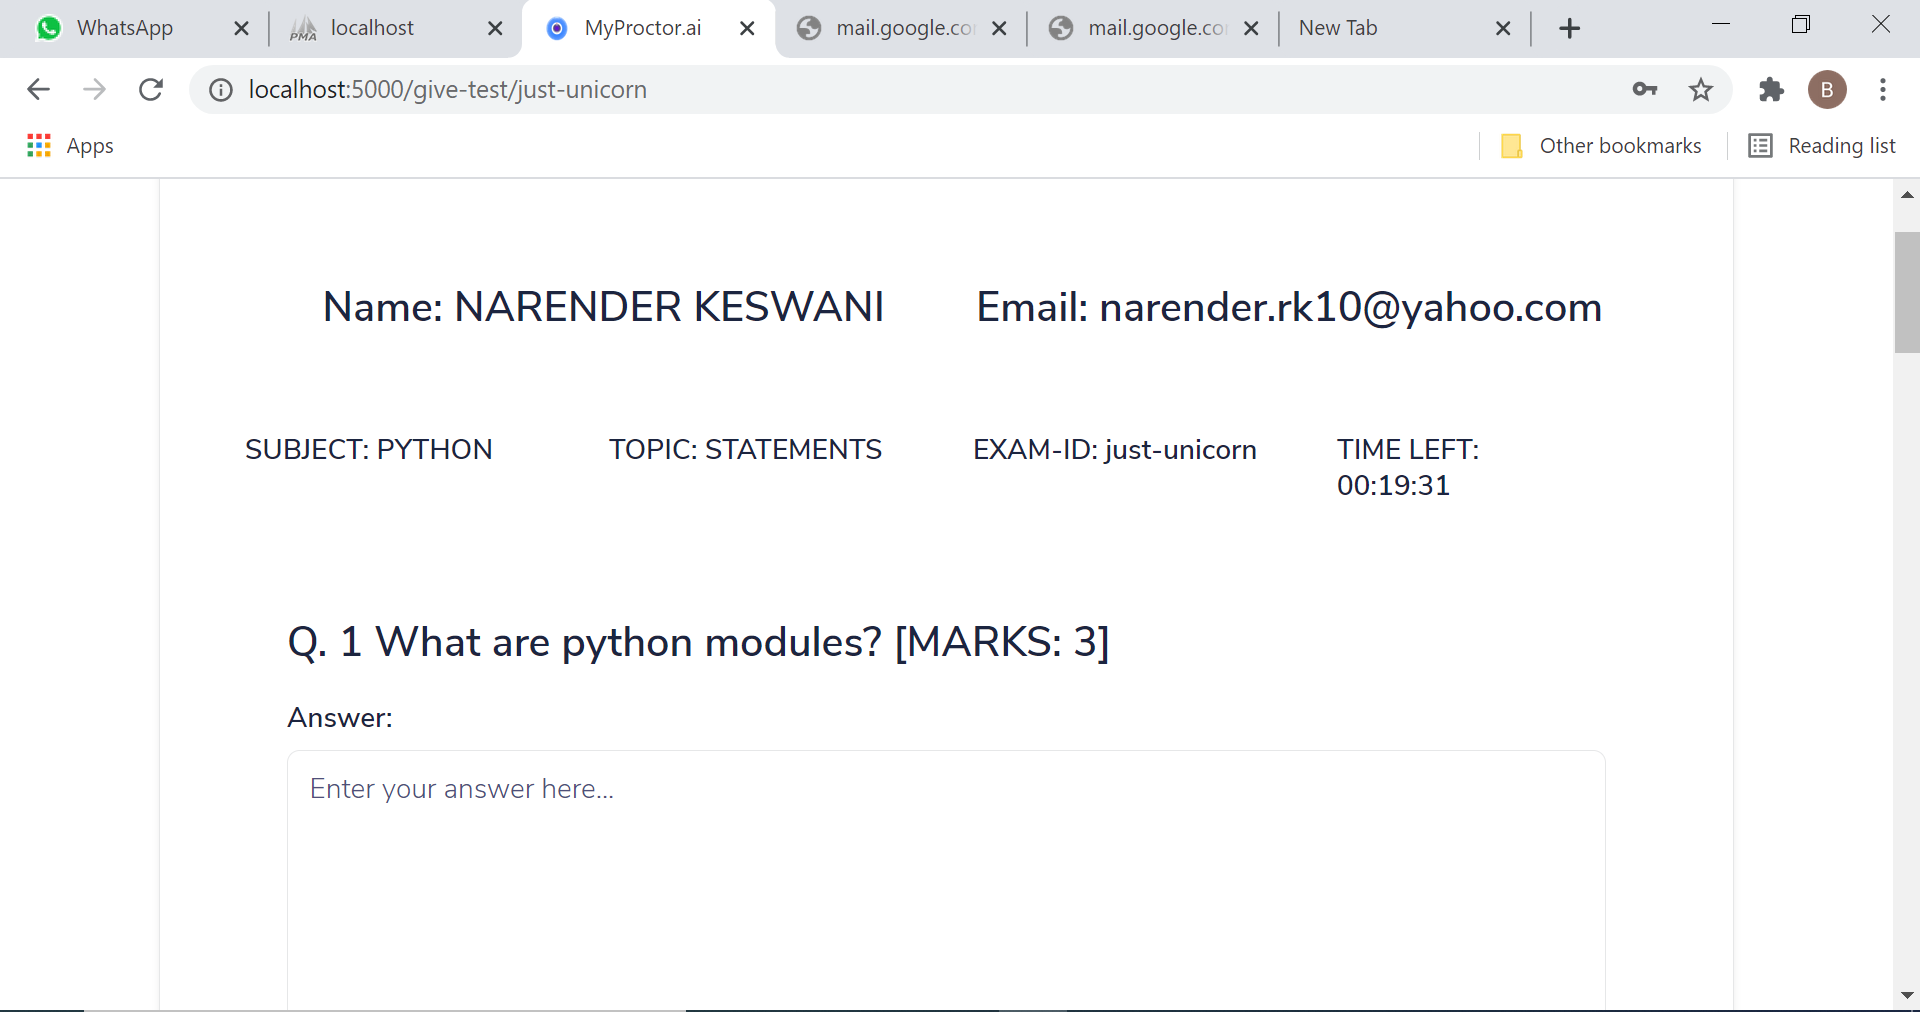 WhatsApp
PMA localhost
MyProctor.ai
mail.google.co
mail.google.co
New Tab
localhost:5000/give-test/just-unicorn
B
Apps
Other bookmarks
Reading list
Name: NARENDER KESWANI
Email: narender.rk10@yahoo.com
SUBJECT: PYTHON
TOPIC: STATEMENTS
EXAM-ID: just-unicorn
TIME LEFT:
00:19:31
Q. 1 What are python modules? [MARKS: 3]
Answer:
Enter your answer here...